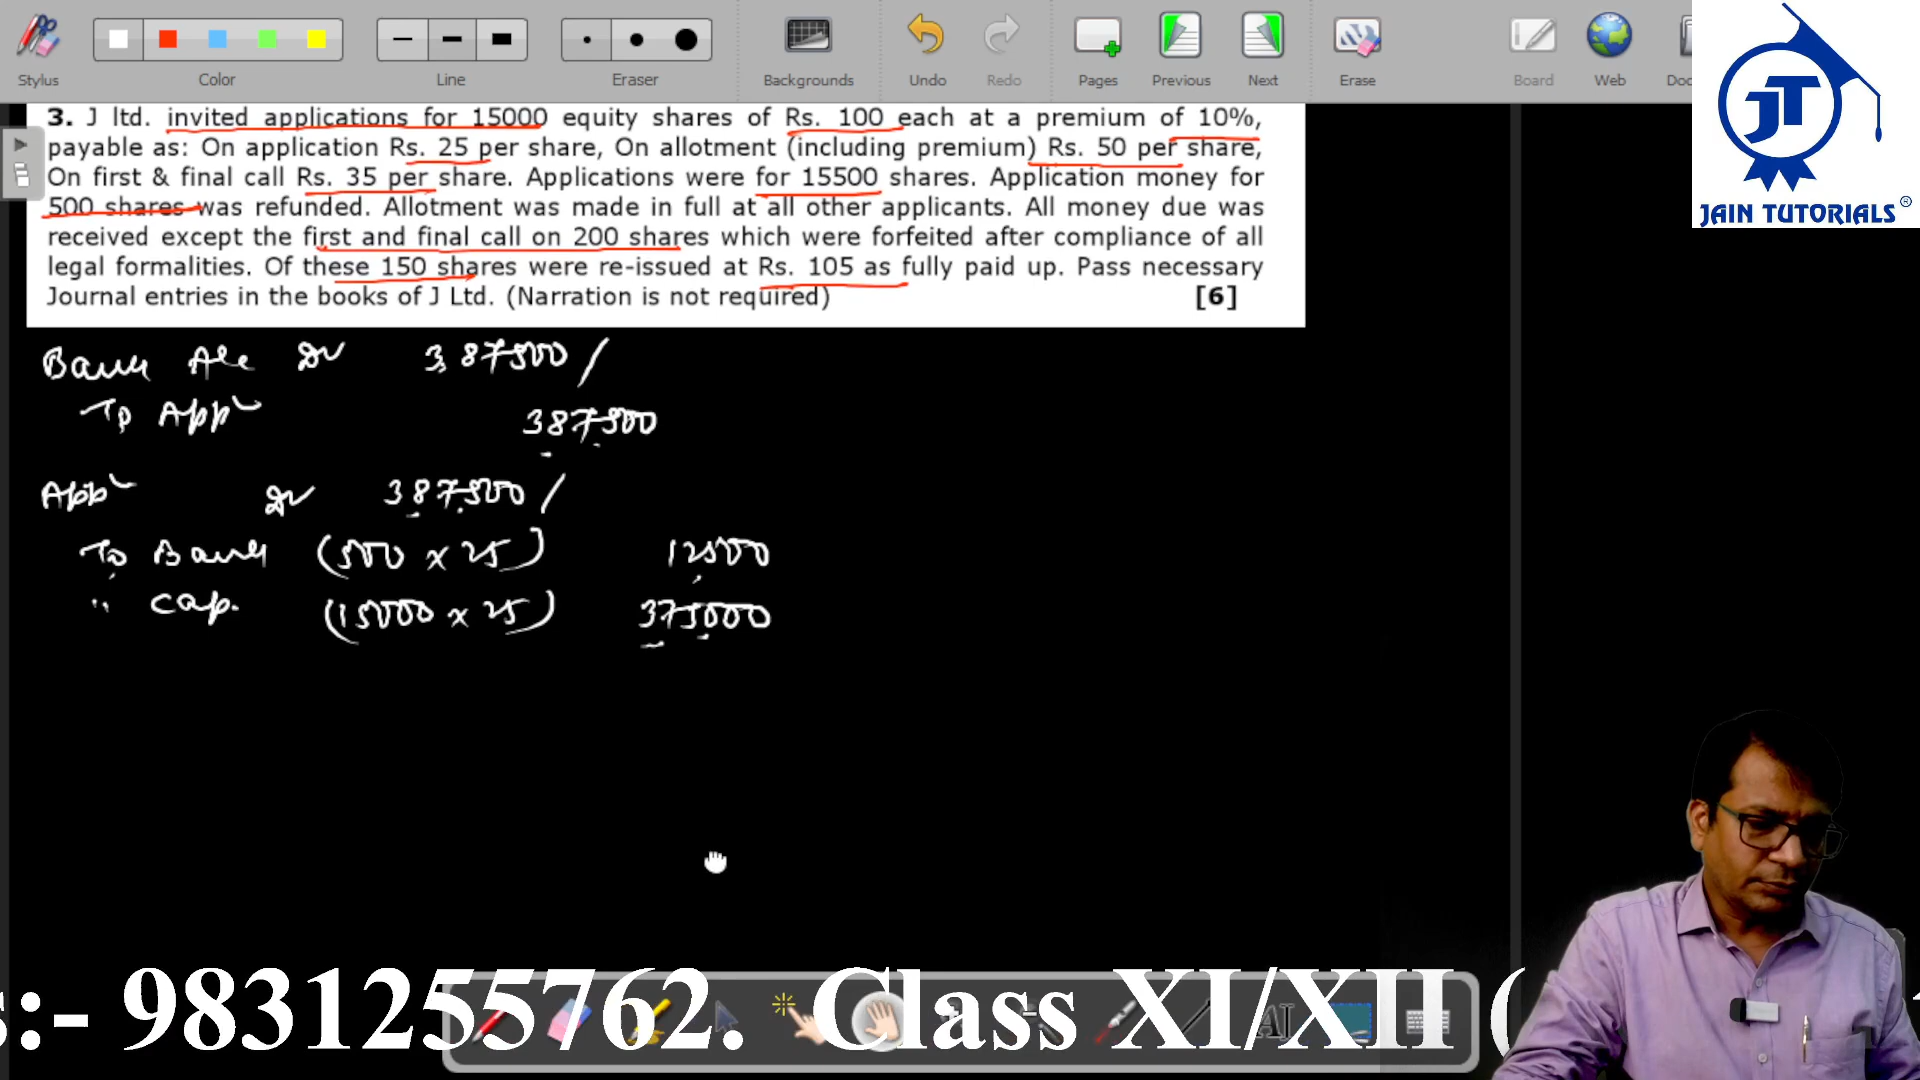 Stylus
Color
Line
Eraser
Backgrounds
Undo
Redo
Pages
Previous
Next
Erase
Board
Web
JT
JAIN TUTORIALS®
3. J ltd. invited applications for 15000 equity shares of Rs. 100 each at a premium of 10%,
payable as: On application Rs. 25 per share, On allotment (including premium) Rs. 50 per share,
On first & final call Rs. 35 per share. Applications were for 15500 shares. Application money for
500 shares was refunded. Allotment was made in full at all other applicants. All money due was
received except the first and final call on 200 shares which were forfeited after compliance of all
legal formalities. Of these 150 shares were re-issued at Rs. 105 as fully paid up. Pass necessary
Journal entries in the books of J Ltd. (Narration is not required) [6]
Bank A/c Dr 387500 /
To Appn 387500
Appn Dr 387500 /
To Bank (500 x 25) 12500
" Cap. (15000 x 25) 375000
s:- 9831255762. Class XI/XII (